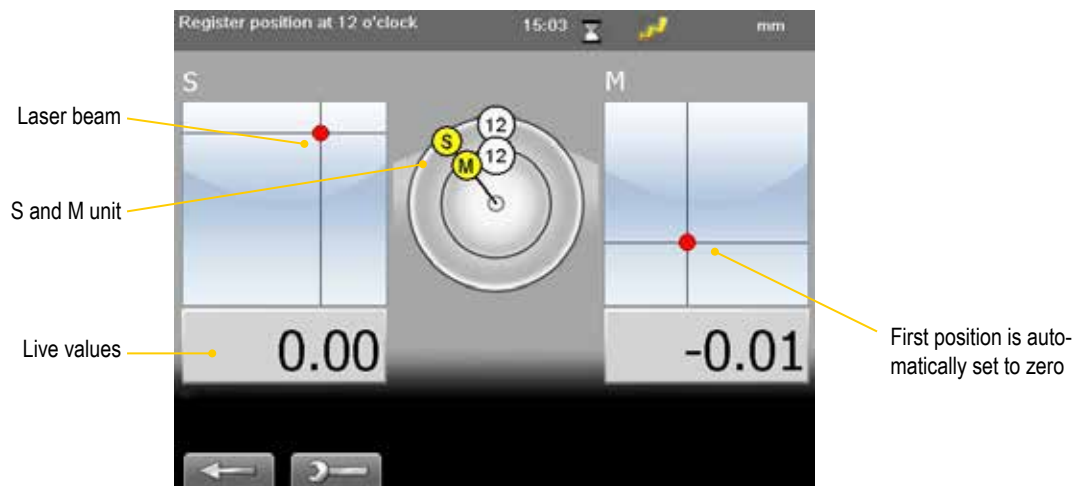 Register position at 12 o'clock 15:03 mm
S
M
Laser beam
12
S
12
M
S and M unit
Live values
0.00
-0.01
First position is auto-
matically set to zero